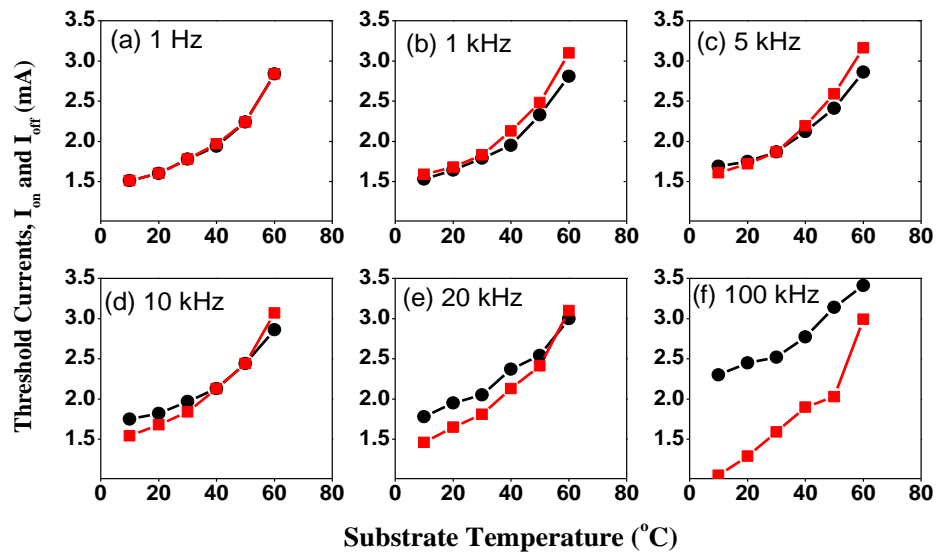 Threshold Currents, I_on and I_off (mA)
(a) 1 Hz
(b) 1 kHz
(c) 5 kHz
3.5
3.0
2.5
2.0
1.5
0 20 40 60 80
3.5
3.0
2.5
2.0
1.5
0 20 40 60 80
3.5
3.0
2.5
2.0
1.5
0 20 40 60 80
(d) 10 kHz
(e) 20 kHz
(f) 100 kHz
3.5
3.0
2.5
2.0
1.5
0 20 40 60 80
3.5
3.0
2.5
2.0
1.5
0 20 40 60 80
3.5
3.0
2.5
2.0
1.5
0 20 40 60 80
Substrate Temperature (°C)